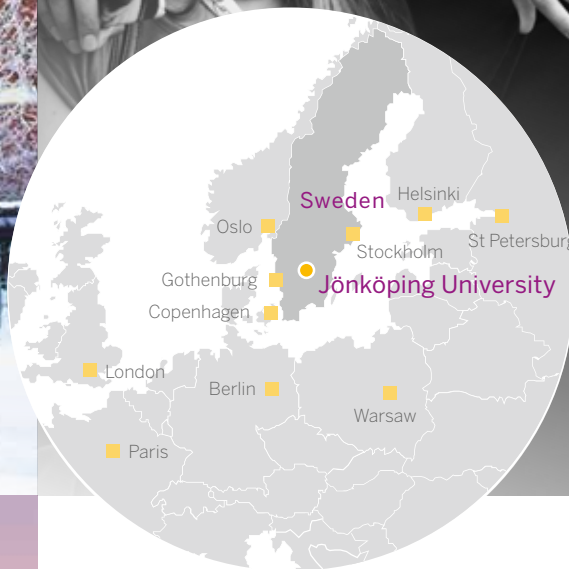 Helsinki
Sweden
Oslo
St Petersburg
Stockholm
Gothenburg
Jönköping University
Copenhagen
London
Berlin
Warsaw
Paris